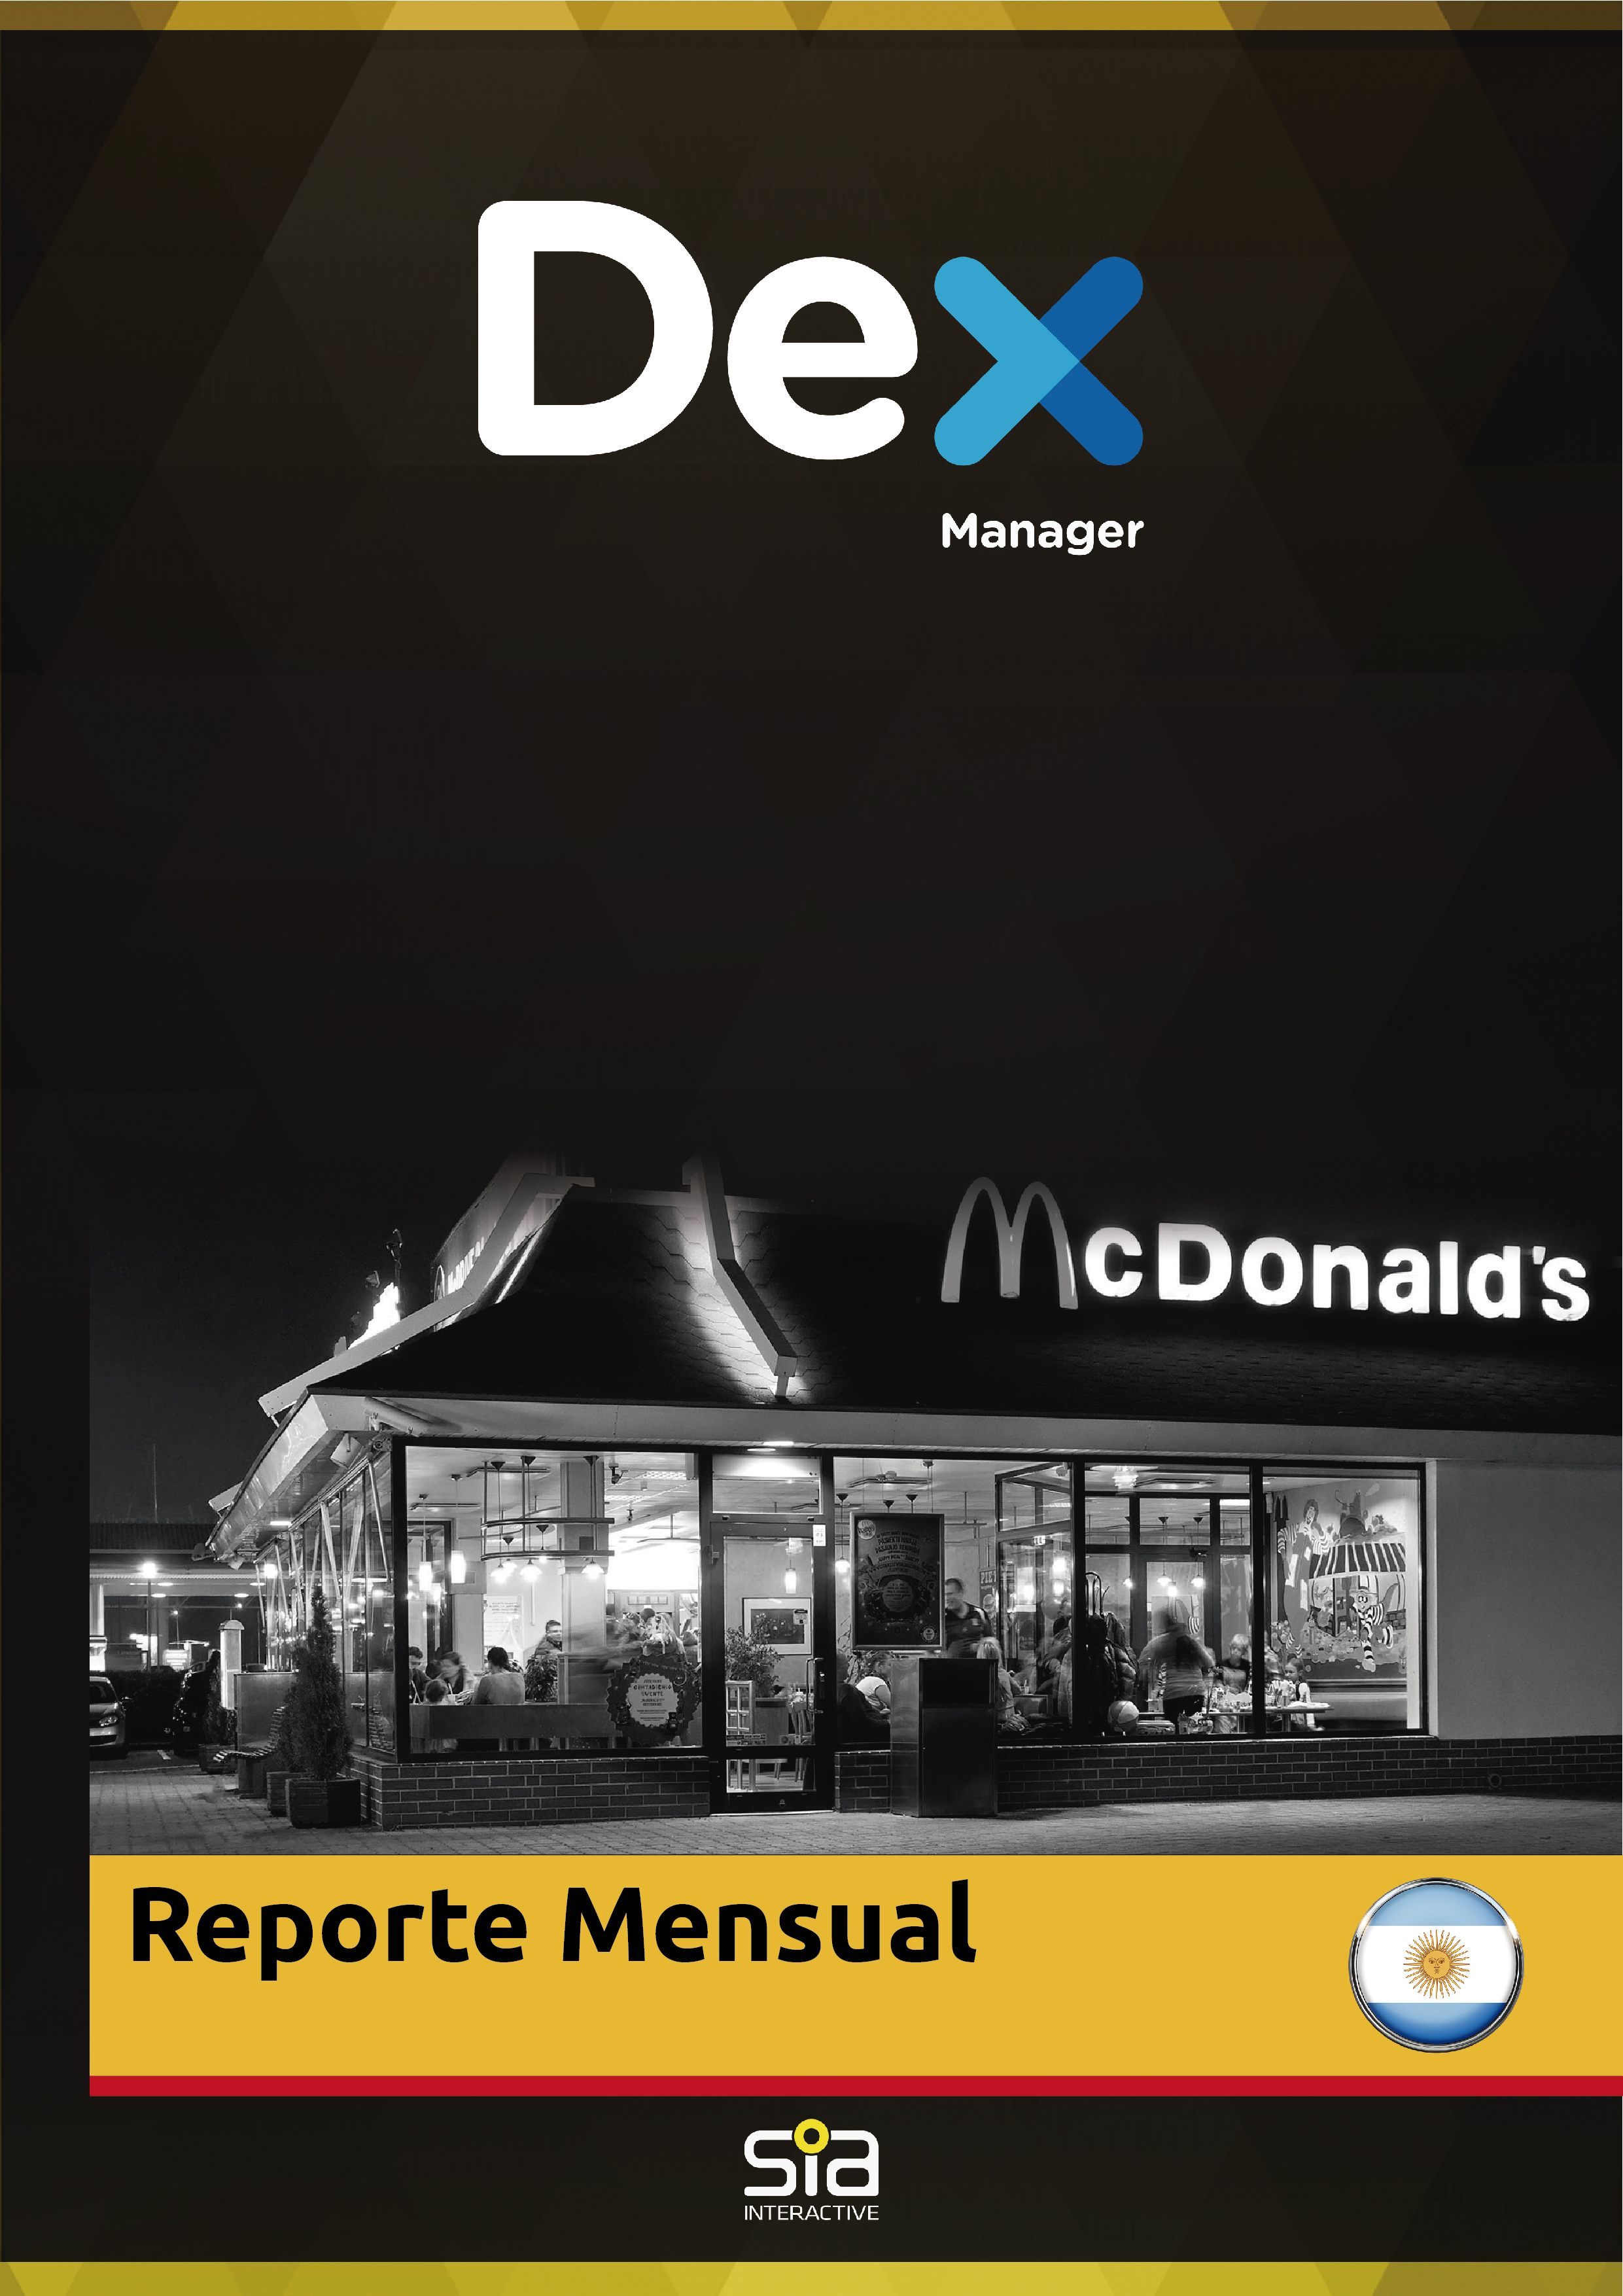 Dex
Manager
McDonald's
Reporte Mensual
sia
INTERACTIVE